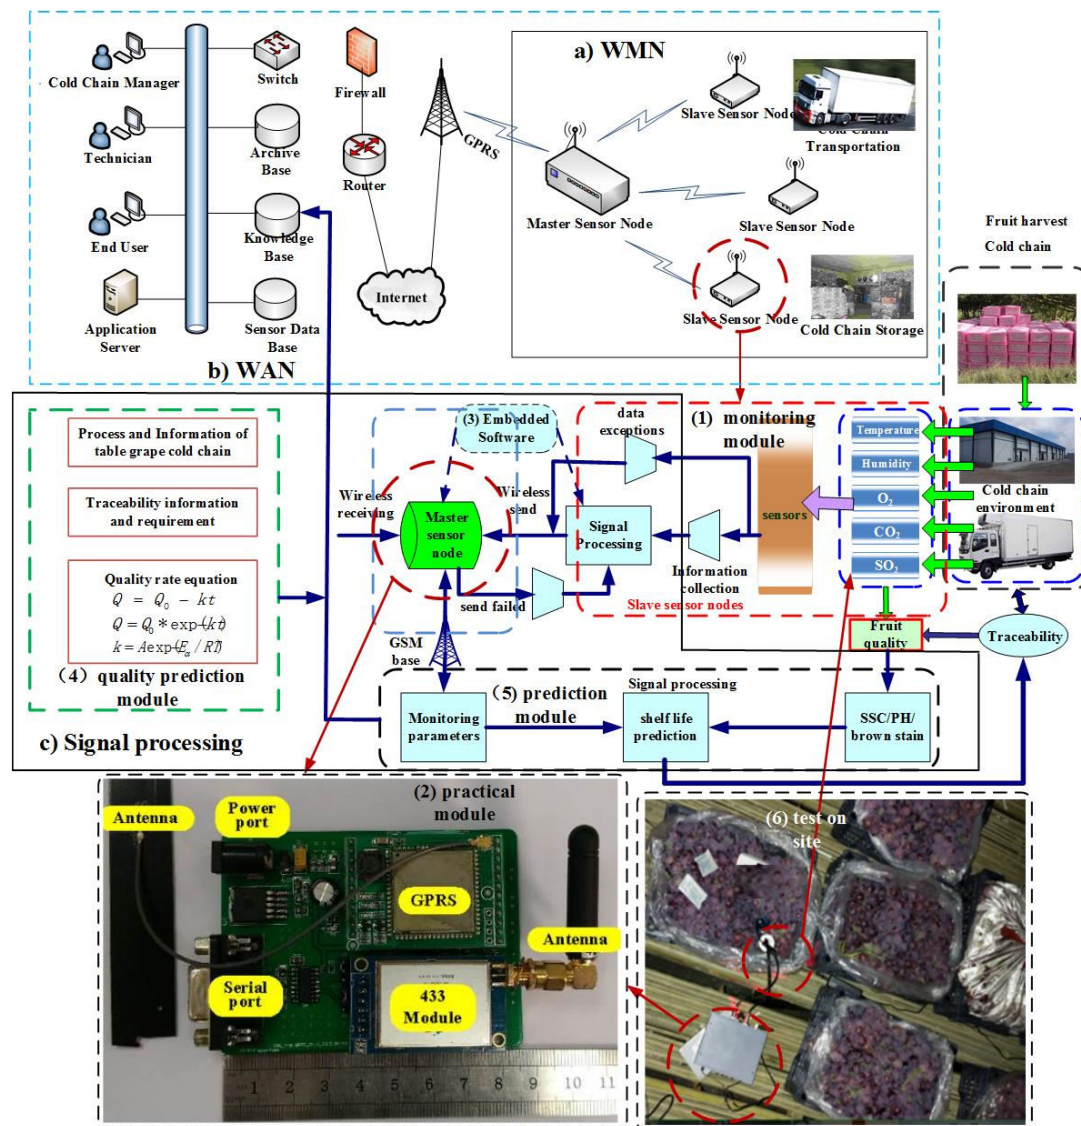 a) WMN
Cold Chain Manager
Switch
Firewall
GPRS
Slave Sensor Node
Cold Chain
Transportation
Technician
Archive
Base
Router
Master Sensor Node
Slave Sensor Node
End User
Knowledge
Base
Internet
Slave Sensor Node
Cold Chain Storage
Application
Server
Sensor Data
Base
b) WAN
Fruit harvest
Cold chain
Process and Information of
table grape cold chain
Traceability information
and requirement
Quality rate equation
Q = Q₀ − kt
Q=Q₀*exp(-kt)
k=Aexp(-Eₐ/RT)
(4) quality prediction
module
c) Signal processing
(3) Embedded
Software
data
exceptions
(1) monitoring
module
Wireless
receiving
Master
sensor
node
Wireless
send
Signal
Processing
Information
collection
sensors
send failed
Slave sensor nodes
Temperature
Humidity
O₂
CO₂
SO₂
Cold chain
environment
Fruit
quality
Traceability
GSM
base
Monitoring
parameters
(5) prediction
module
Signal processing
shelf life
prediction
SSC/PH/
brown stain
(2) practical
module
Antenna
Power
port
GPRS
Antenna
Serial
port
433
Module
1 2 3 4 5 6 7 8 9 10 11
(6) test on
site